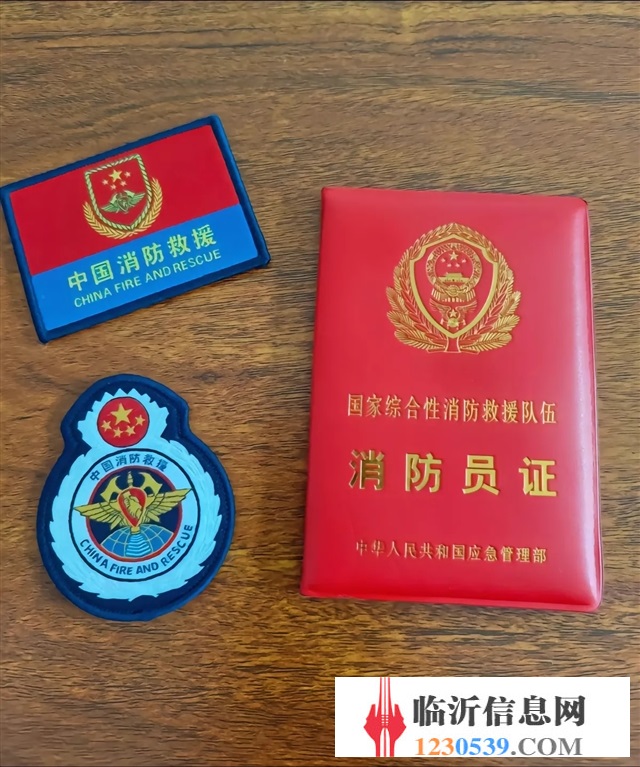 中国消防救援
CHINA FIRE AND RESCUE
中国消防救援
CHINA FIRE AND RESCUE
国家综合性消防救援队伍
消防员证
中华人民共和国应急管理部
临沂信息网
1230539.COM